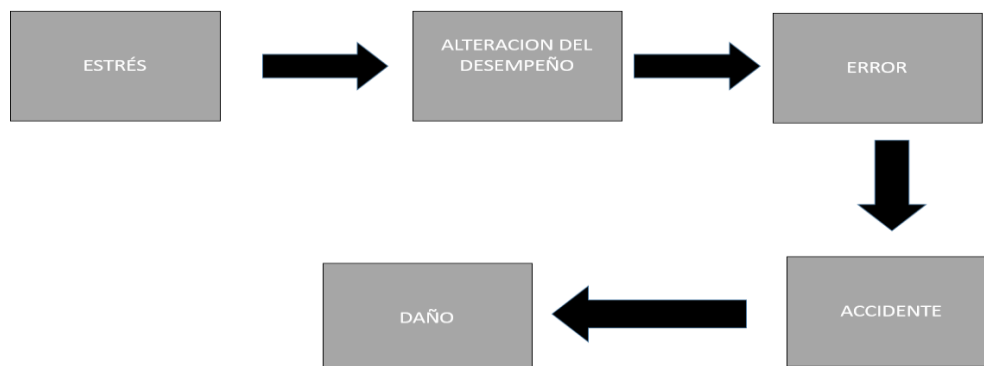 ESTRÉS
ALTERACION DEL
DESEMPEÑO
ERROR
ACCIDENTE
DAÑO